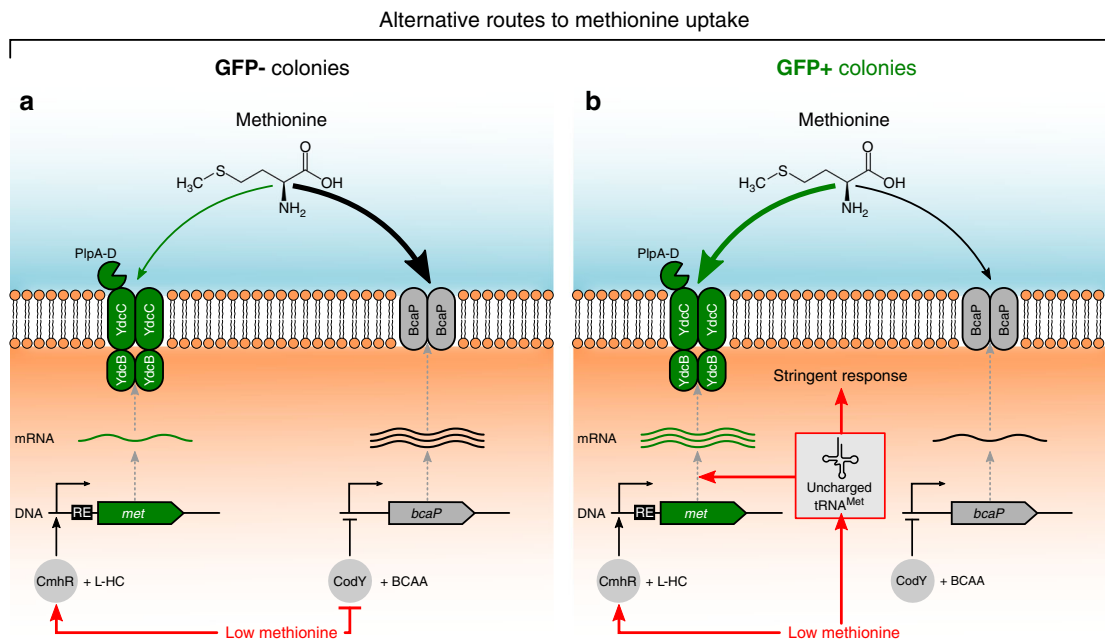 Alternative routes to methionine uptake
GFP- colonies
a
Methionine
O
S
H3C
OH
NH2
PlpA-D
YdcC
YdcC
BcaP
BcaP
YdcB
YdcB
mRNA
DNA
RE
met
bcaP
CmhR
+ L-HC
CodY
+ BCAA
Low methionine
GFP+ colonies
b
Methionine
O
S
H3C
OH
NH2
PlpA-D
YdcC
YdcC
BcaP
BcaP
YdcB
YdcB
Stringent response
mRNA
Uncharged
tRNAMet
DNA
RE
met
bcaP
CmhR
+ L-HC
CodY
+ BCAA
Low methionine